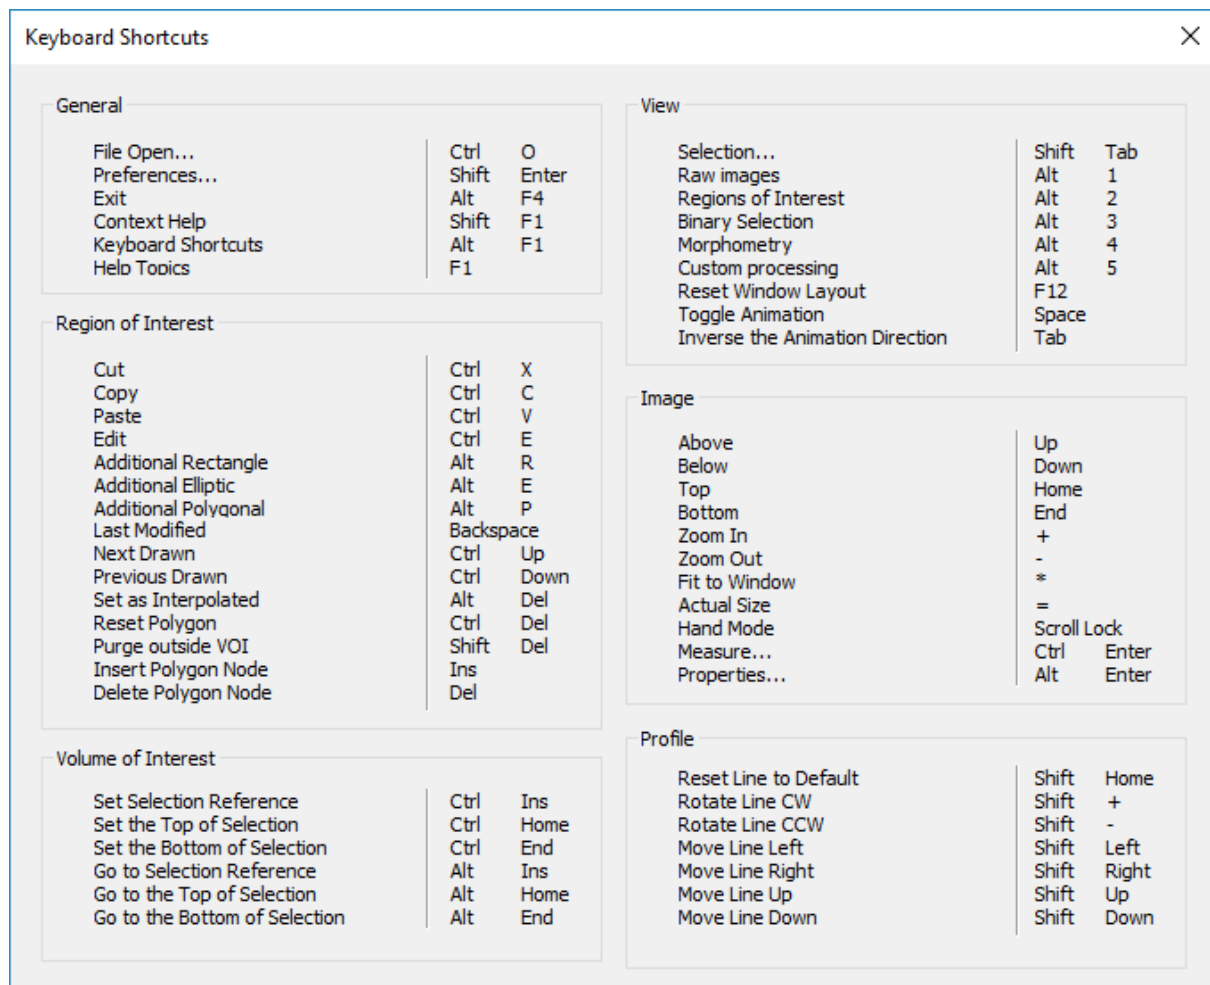 Keyboard Shortcuts
General
File Open... Ctrl O
Preferences... Shift Enter
Exit Alt F4
Context Help Shift F1
Keyboard Shortcuts Alt F1
Help Topics F1
Region of Interest
Cut Ctrl X
Copy Ctrl C
Paste Ctrl V
Edit Ctrl E
Additional Rectangle Alt R
Additional Elliptic Alt E
Additional Polygonal Alt P
Last Modified Backspace
Next Drawn Ctrl Up
Previous Drawn Ctrl Down
Set as Interpolated Alt Del
Reset Polygon Ctrl Del
Purge outside VOI Shift Del
Insert Polygon Node Ins
Delete Polygon Node Del
Volume of Interest
Set Selection Reference Ctrl Ins
Set the Top of Selection Ctrl Home
Set the Bottom of Selection Ctrl End
Go to Selection Reference Alt Ins
Go to the Top of Selection Alt Home
Go to the Bottom of Selection Alt End
View
Selection... Shift Tab
Raw images Alt 1
Regions of Interest Alt 2
Binary Selection Alt 3
Morphometry Alt 4
Custom processing Alt 5
Reset Window Layout F12
Toggle Animation Space
Inverse the Animation Direction Tab
Image
Above Up
Below Down
Top Home
Bottom End
Zoom In +
Zoom Out -
Fit to Window *
Actual Size =
Hand Mode Scroll Lock
Measure... Ctrl Enter
Properties... Alt Enter
Profile
Reset Line to Default Shift Home
Rotate Line CW Shift +
Rotate Line CCW Shift -
Move Line Left Shift Left
Move Line Right Shift Right
Move Line Up Shift Up
Move Line Down Shift Down